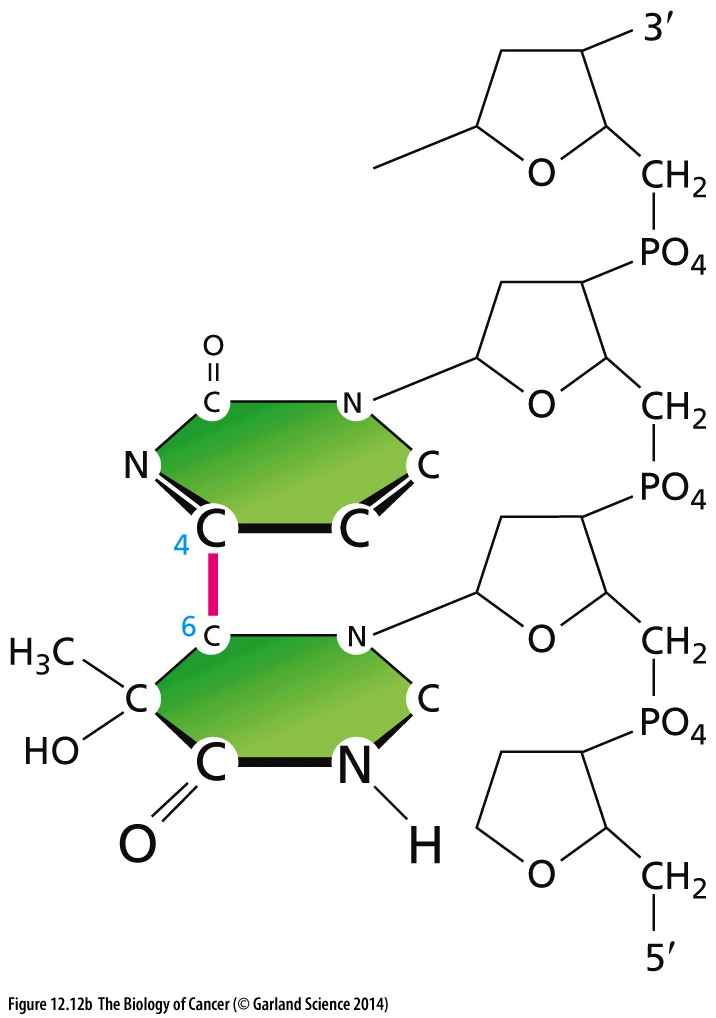 3′
O
CH2
PO4
O
C
N
O
CH2
N
C
C
C
4
PO4
6
C
N
O
CH2
H3C
C
C
HO
C
N
PO4
O
H
O
CH2
5′
Figure 12.12b The Biology of Cancer (© Garland Science 2014)